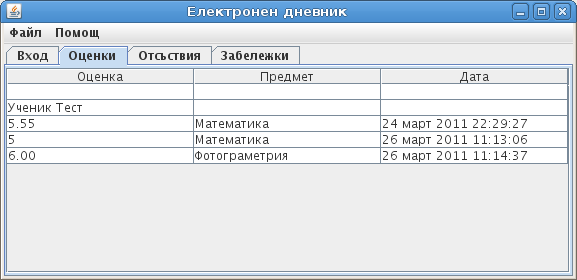 Електронен дневник
Файл Помощ
Вход Оценки Отсъствия Забележки
Оценка Предмет Дата
Ученик Тест
5.55 Математика 24 март 2011 22:29:27
5 Математика 26 март 2011 11:13:06
6.00 Фотограметрия 26 март 2011 11:14:37